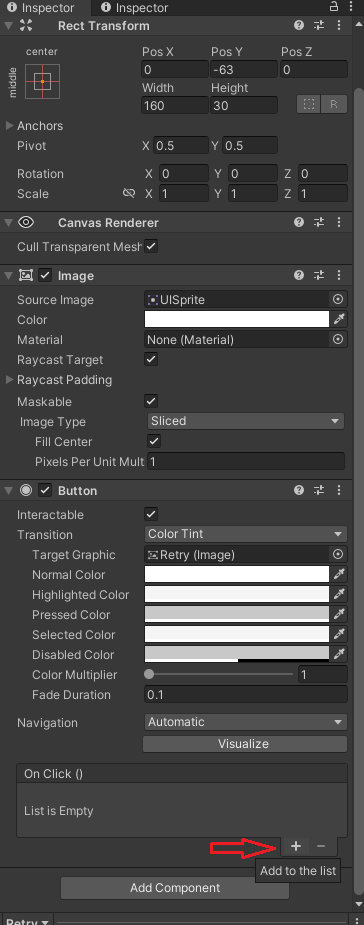 Inspector Inspector
Rect Transform
center Pos X Pos Y Pos Z
middle 0 -63 0
Width Height
160 30 R
Anchors
Pivot X 0.5 Y 0.5
Rotation X 0 Y 0 Z 0
Scale X 1 Y 1 Z 1
Canvas Renderer
Cull Transparent Mesh
Image
Source Image UISprite
Color
Material None (Material)
Raycast Target
Raycast Padding
Maskable
Image Type Sliced
Fill Center
Pixels Per Unit Mult 1
Button
Interactable
Transition Color Tint
Target Graphic Retry (Image)
Normal Color
Highlighted Color
Pressed Color
Selected Color
Disabled Color
Color Multiplier 1
Fade Duration 0.1
Navigation Automatic
Visualize
On Click ()
List is Empty
+ −
Add to the list
Add Component
Retry